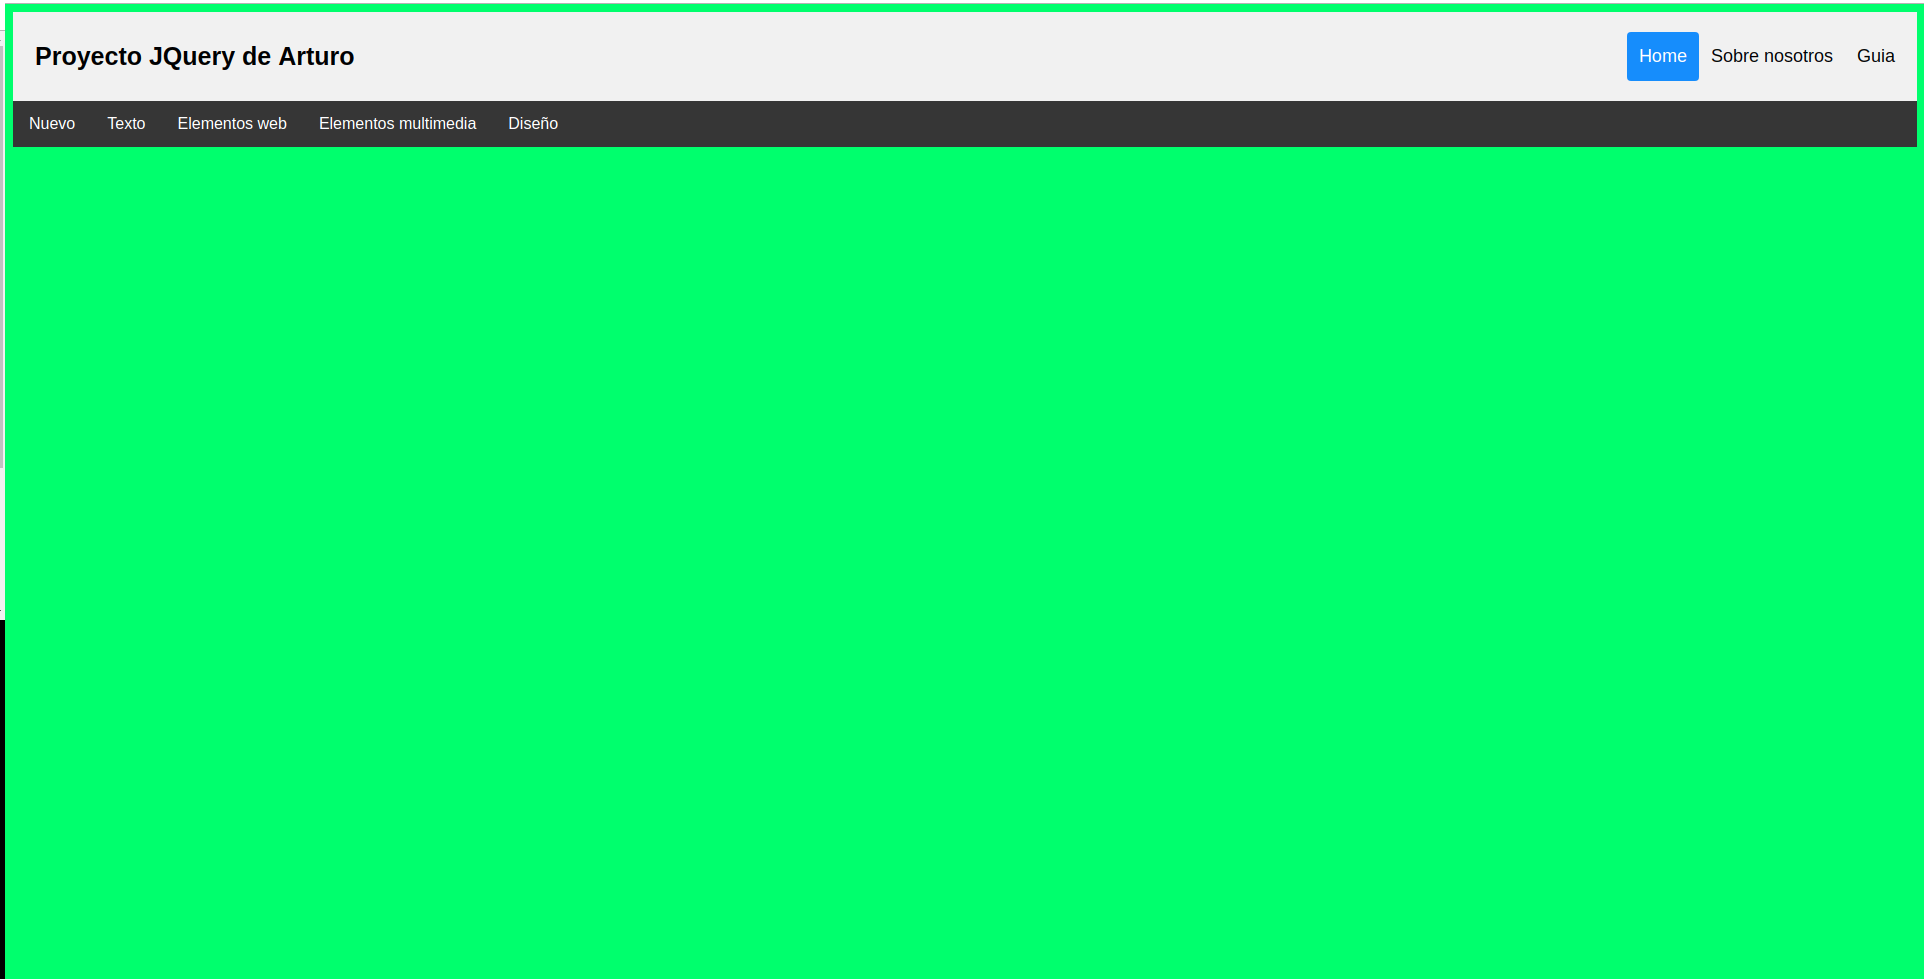 Proyecto JQuery de Arturo
Home Sobre nosotros Guia
Nuevo Texto Elementos web Elementos multimedia Diseño